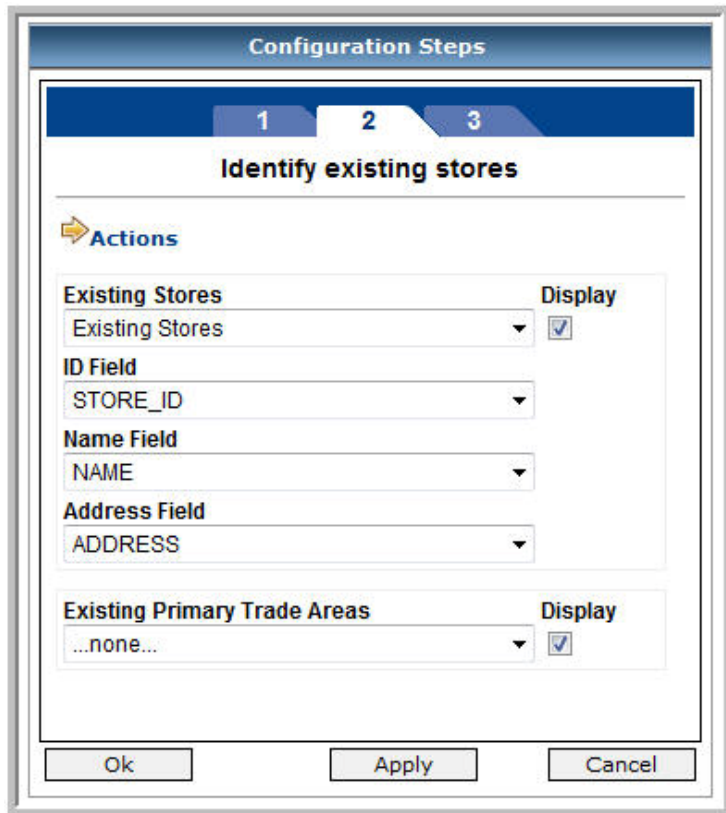 Configuration Steps
1 2 3
Identify existing stores
Actions
Existing Stores Display
Existing Stores
ID Field
STORE_ID
Name Field
NAME
Address Field
ADDRESS
Existing Primary Trade Areas Display
...none...
Ok Apply Cancel